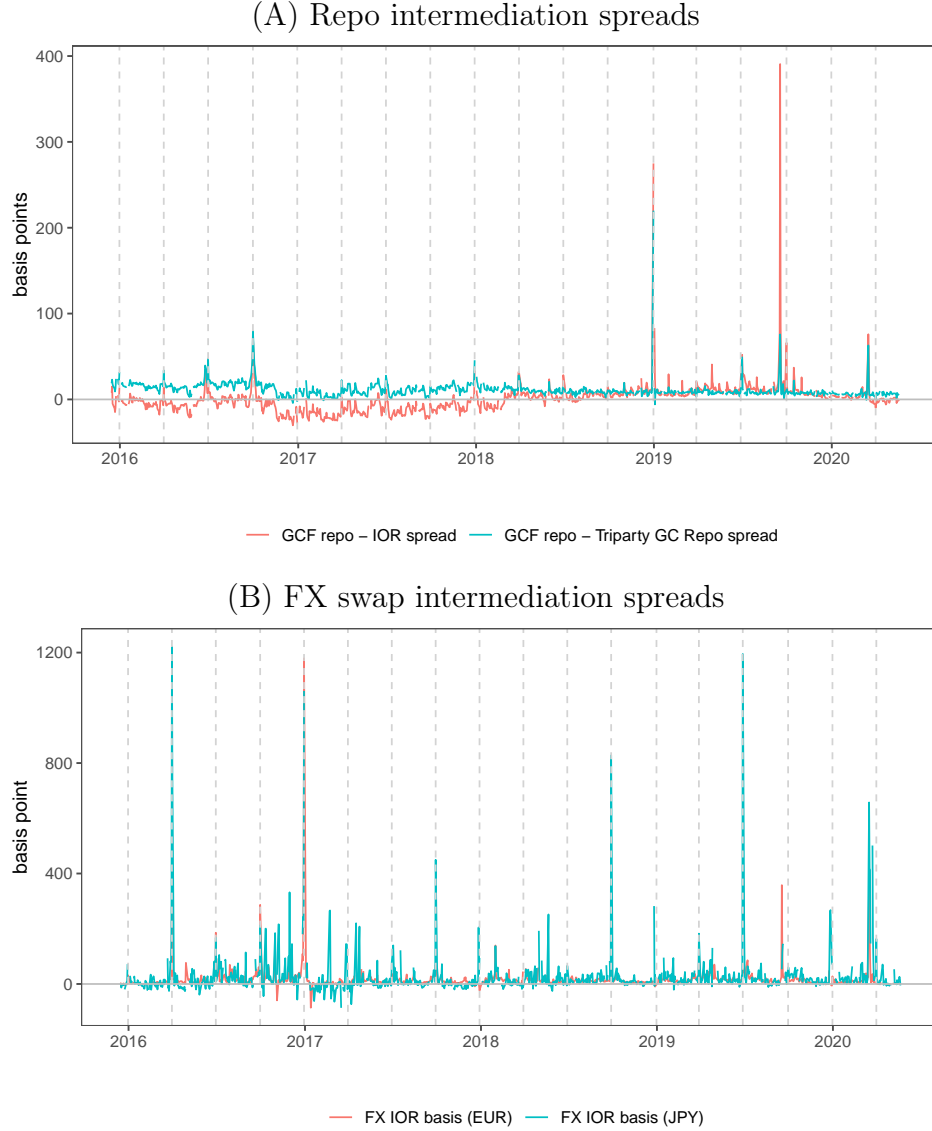 (A) Repo intermediation spreads
400
300
200
100
0
basis points
2016 2017 2018 2019 2020
GCF repo − IOR spread GCF repo − Triparty GC Repo spread
(B) FX swap intermediation spreads
1200
800
400
0
basis point
2016 2017 2018 2019 2020
FX IOR basis (EUR) FX IOR basis (JPY)